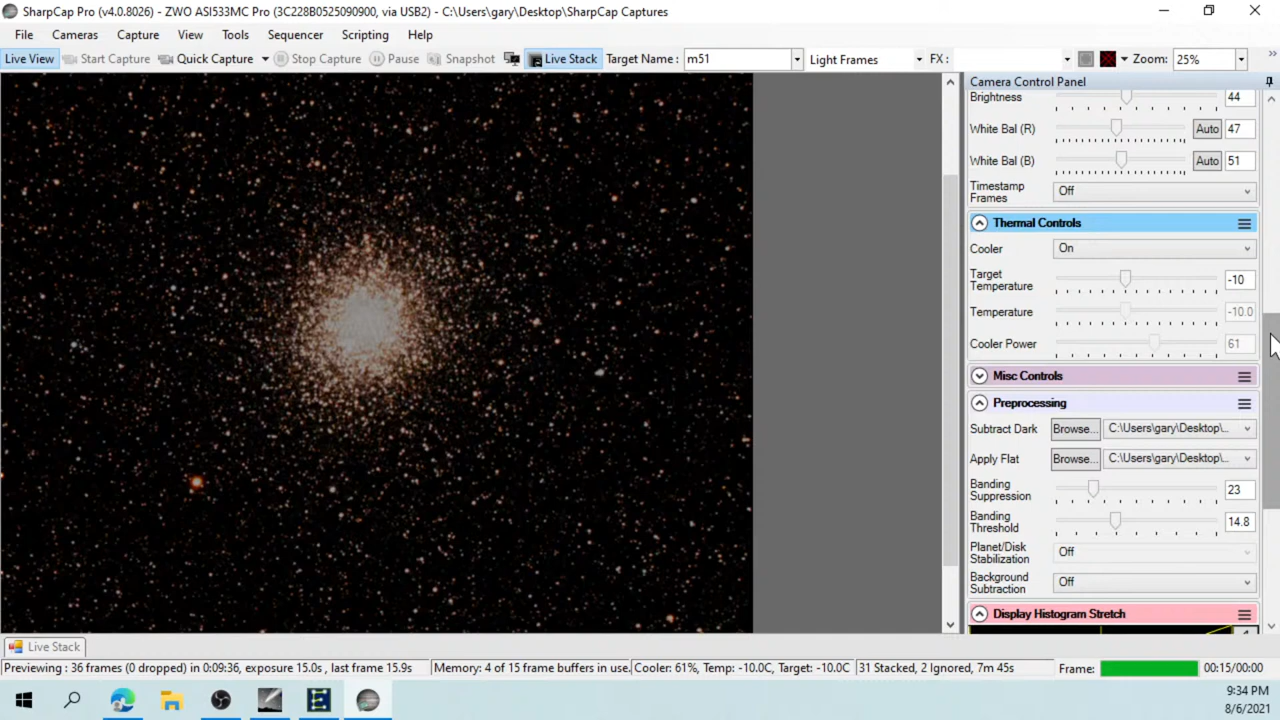 SharpCap Pro (v4.0.8026) - ZWO ASI533MC Pro (3C228B0525090900, via USB2) - C:\Users\gary\Desktop\SharpCap Captures
File Cameras Capture View Tools Sequencer Scripting Help
Live View Start Capture Quick Capture Stop Capture Pause Snapshot Live Stack Target Name : m51 Light Frames FX : Zoom: 25%
Camera Control Panel
Brightness 44
White Bal (R) Auto 47
White Bal (B) Auto 51
Timestamp
Frames Off
Thermal Controls
Cooler On
Target
Temperature -10
Temperature -10.0
Cooler Power 61
Misc Controls
Preprocessing
Subtract Dark Browse... C:\Users\gary\Desktop\...
Apply Flat Browse... C:\Users\gary\Desktop\...
Banding
Suppression 23
Banding
Threshold 14.8
Planet/Disk
Stabilization Off
Background
Subtraction Off
Display Histogram Stretch
Live Stack
Previewing : 36 frames (0 dropped) in 0:09:36, exposure 15.0s , last frame 15.9s Memory: 4 of 15 frame buffers in use. Cooler: 61%, Temp: -10.0C, Target: -10.0C 31 Stacked, 2 Ignored, 7m 45s Frame: 00:15/00:00
9:34 PM
8/6/2021